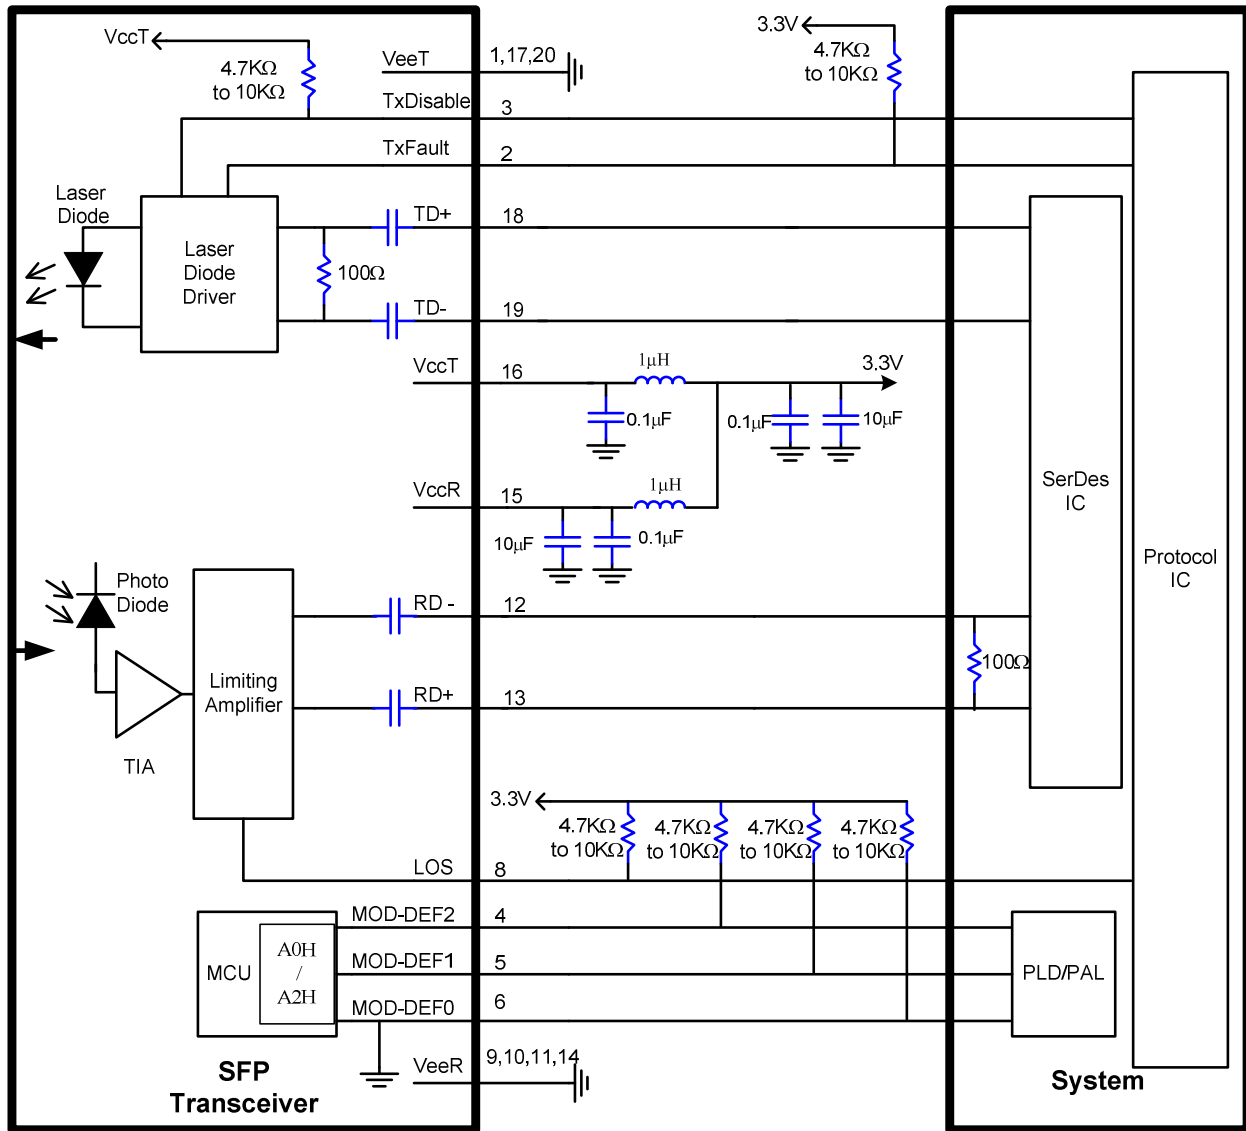 VccT
4.7KΩ
to 10KΩ
VeeT
1,17,20
3.3V
4.7KΩ
to 10KΩ
TxDisable
3
TxFault
2
Laser
Diode
Laser
Diode
Driver
TD+
18
100Ω
TD-
19
VccT
16
1μH
3.3V
0.1μF
0.1μF
10μF
VccR
15
1μH
10μF
0.1μF
SerDes
IC
Protocol
IC
Photo
Diode
RD -
12
Limiting
Amplifier
RD+
13
100Ω
TIA
3.3V
4.7KΩ
to 10KΩ
4.7KΩ
to 10KΩ
4.7KΩ
to 10KΩ
4.7KΩ
to 10KΩ
LOS
8
MOD-DEF2
4
MCU
A0H
/
A2H
MOD-DEF1
5
PLD/PAL
MOD-DEF0
6
VeeR
9,10,11,14
SFP
Transceiver
System